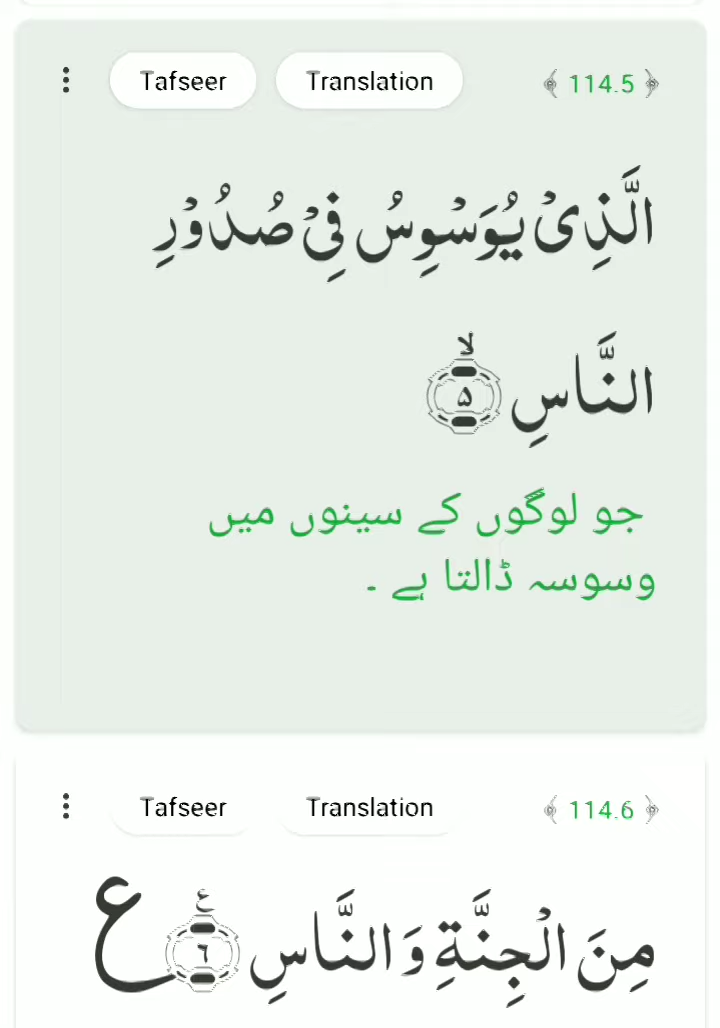 Tafseer Translation ﴾ 114.5 ﴿
الَّذِىْ يُوَسْوِسُ فِىْ صُدُوْرِ
النَّاسِ ۙ‏ ۵
جو لوگوں کے سینوں میں
وسوسہ ڈالتا ہے ۔
Tafseer Translation ﴾ 114.6 ﴿
مِنَ الْجِنَّةِ وَالنَّاسِ ٦ ع